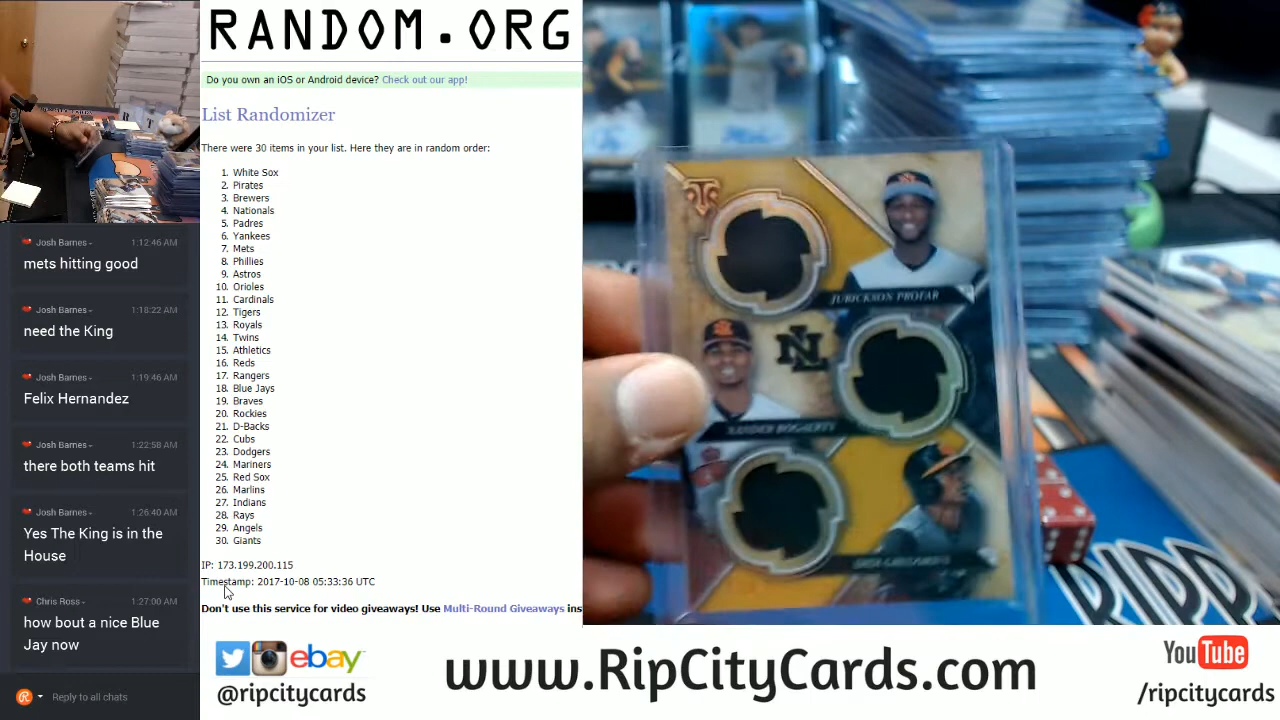 Josh Barnes
1:12:46 AM
mets hitting good
Josh Barnes
1:18:22 AM
need the King
Josh Barnes
1:19:46 AM
Felix Hernandez
Josh Barnes
1:22:58 AM
there both teams hit
Josh Barnes
1:26:40 AM
Yes The King is in the
House
Chris Ross
1:27:00 AM
how bout a nice Blue
Jay now
Reply to all chats
RANDOM.ORG
Do you own an iOS or Android device? Check out our app!
List Randomizer
There were 30 items in your list. Here they are in random order:
1. White Sox
2. Pirates
3. Brewers
4. Nationals
5. Padres
6. Yankees
7. Mets
8. Phillies
9. Astros
10. Orioles
11. Cardinals
12. Tigers
13. Royals
14. Twins
15. Athletics
16. Reds
17. Rangers
18. Blue Jays
19. Braves
20. Rockies
21. D-Backs
22. Cubs
23. Dodgers
24. Mariners
25. Red Sox
26. Marlins
27. Indians
28. Rays
29. Angels
30. Giants
IP: 173.199.200.115
Timestamp: 2017-10-08 05:33:36 UTC
Don't use this service for video giveaways! Use Multi-Round Giveaways ins
JURICKSON PROFAR
NL
XANDER BOGAERTS
RIPP
ebay
@ripcitycards
www.RipCityCards.com
YouTube
/ripcitycards